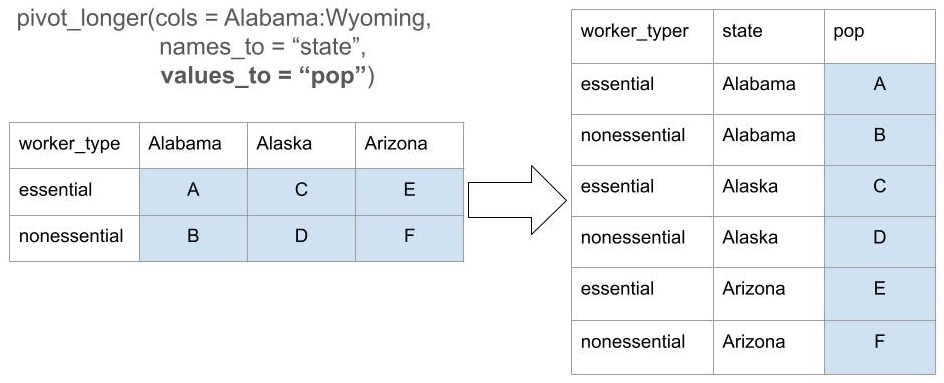 pivot_longer(cols = Alabama:Wyoming,
names_to = “state”,
values_to = “pop”)
worker_type Alabama Alaska Arizona
essential A C E
nonessential B D F
worker_typer state pop
essential Alabama A
nonessential Alabama B
essential Alaska C
nonessential Alaska D
essential Arizona E
nonessential Arizona F